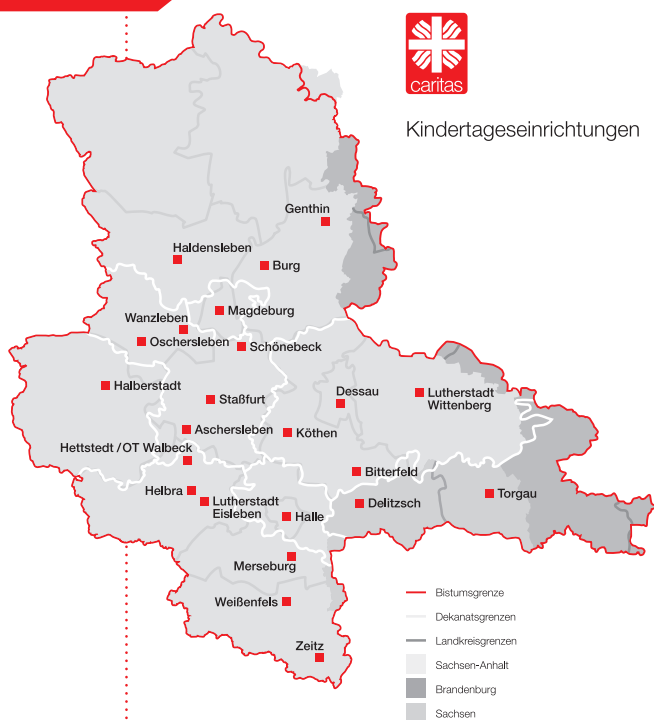 caritas
Kindertageseinrichtungen
Genthin
Haldensleben
Burg
Magdeburg
Wanzleben
Oschersleben
Schönebeck
Halberstadt
Staßfurt
Dessau
Lutherstadt
Wittenberg
Aschersleben
Köthen
Hettstedt /OT Walbeck
Bitterfeld
Helbra
Lutherstadt
Eisleben
Halle
Delitzsch
Torgau
Merseburg
Weißenfels
Zeitz
Bistumsgrenze
Dekanatsgrenzen
Landkreisgrenzen
Sachsen-Anhalt
Brandenburg
Sachsen